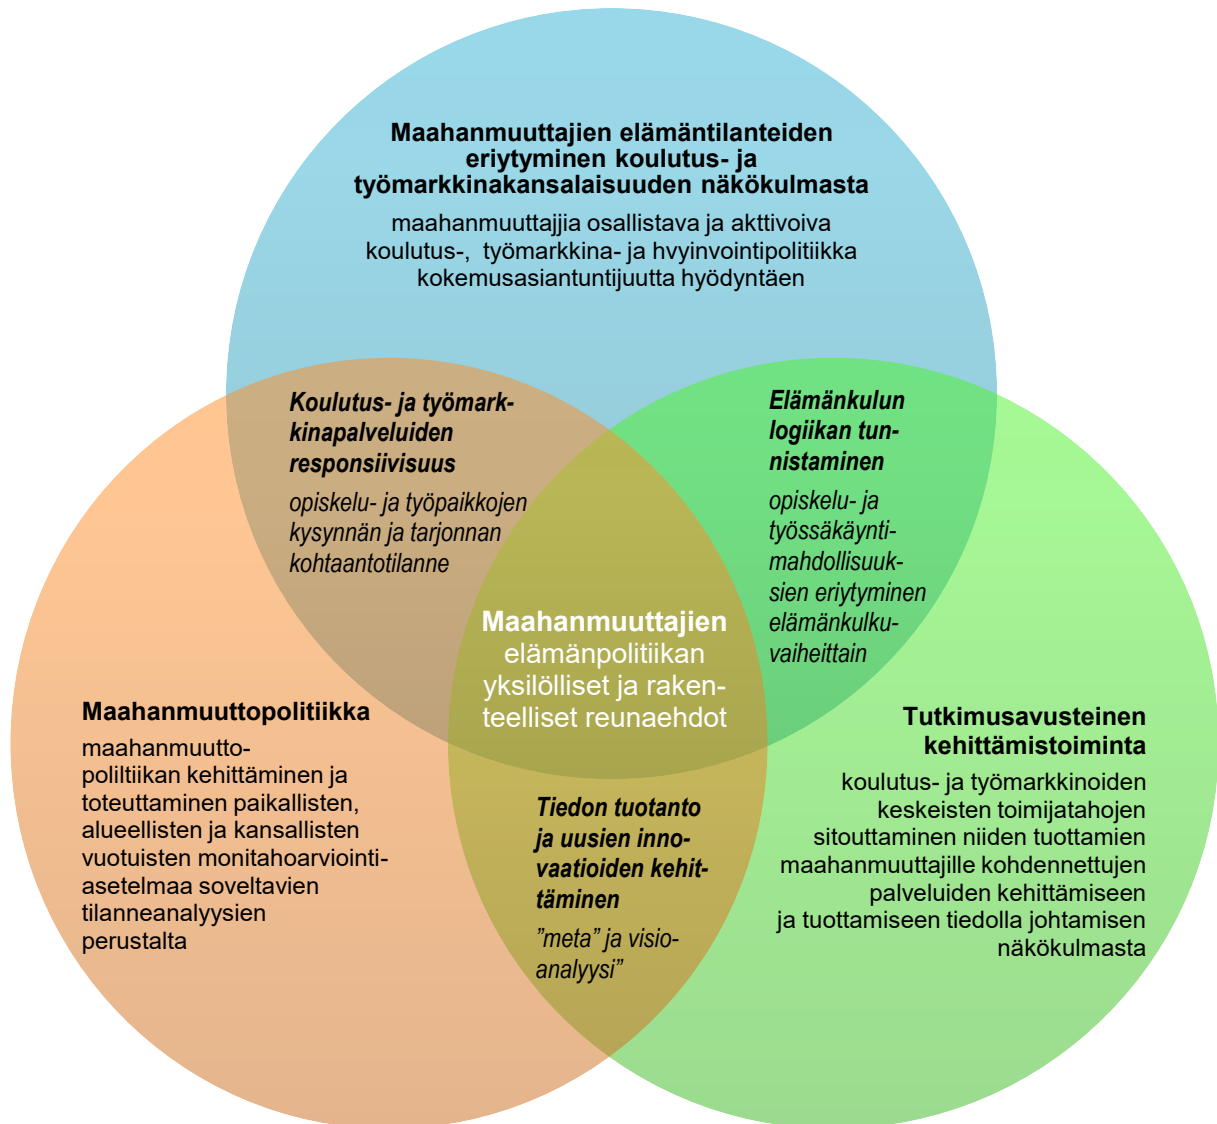 Maahanmuuttajien elämäntilanteiden
eriytyminen koulutus- ja
työmarkkinakansalaisuuden näkökulmasta
maahanmuuttajjia osallistava ja akttivoiva
koulutus-, työmarkkina- ja hvyinvointipolitiikka
kokemusasiantuntijuutta hyödyntäen
Koulutus- ja työmark-
kinapalveluiden
responsiivisuus
opiskelu- ja työpaikkojen
kysynnän ja tarjonnan
kohtaantotilanne
Elämänkulun
logiikan tun-
nistaminen
opiskelu- ja
työssäkäynti-
mahdollisuuk-
sien eriytyminen
elämänkulku-
vaiheittain
Maahanmuuttajien
elämänpolitiikan
yksilölliset ja raken-
teelliset reunaehdot
Maahanmuuttopolitiikka
maahanmuutto-
poliltiikan kehittäminen ja
toteuttaminen paikallisten,
alueellisten ja kansallisten
vuotuisten monitahoarviointi-
asetelmaa soveltavien
tilanneanalyysien
perustalta
Tiedon tuotanto
ja uusien inno-
vaatioiden kehit-
täminen
”meta” ja visio-
analyysi”
Tutkimusavusteinen
kehittämistoiminta
koulutus- ja työmarkkinoiden
keskeisten toimijatahojen
sitouttaminen niiden tuottamien
maahanmuuttajille kohdennettujen
palveluiden kehittämiseen
ja tuottamiseen tiedolla johtamisen
näkökulmasta